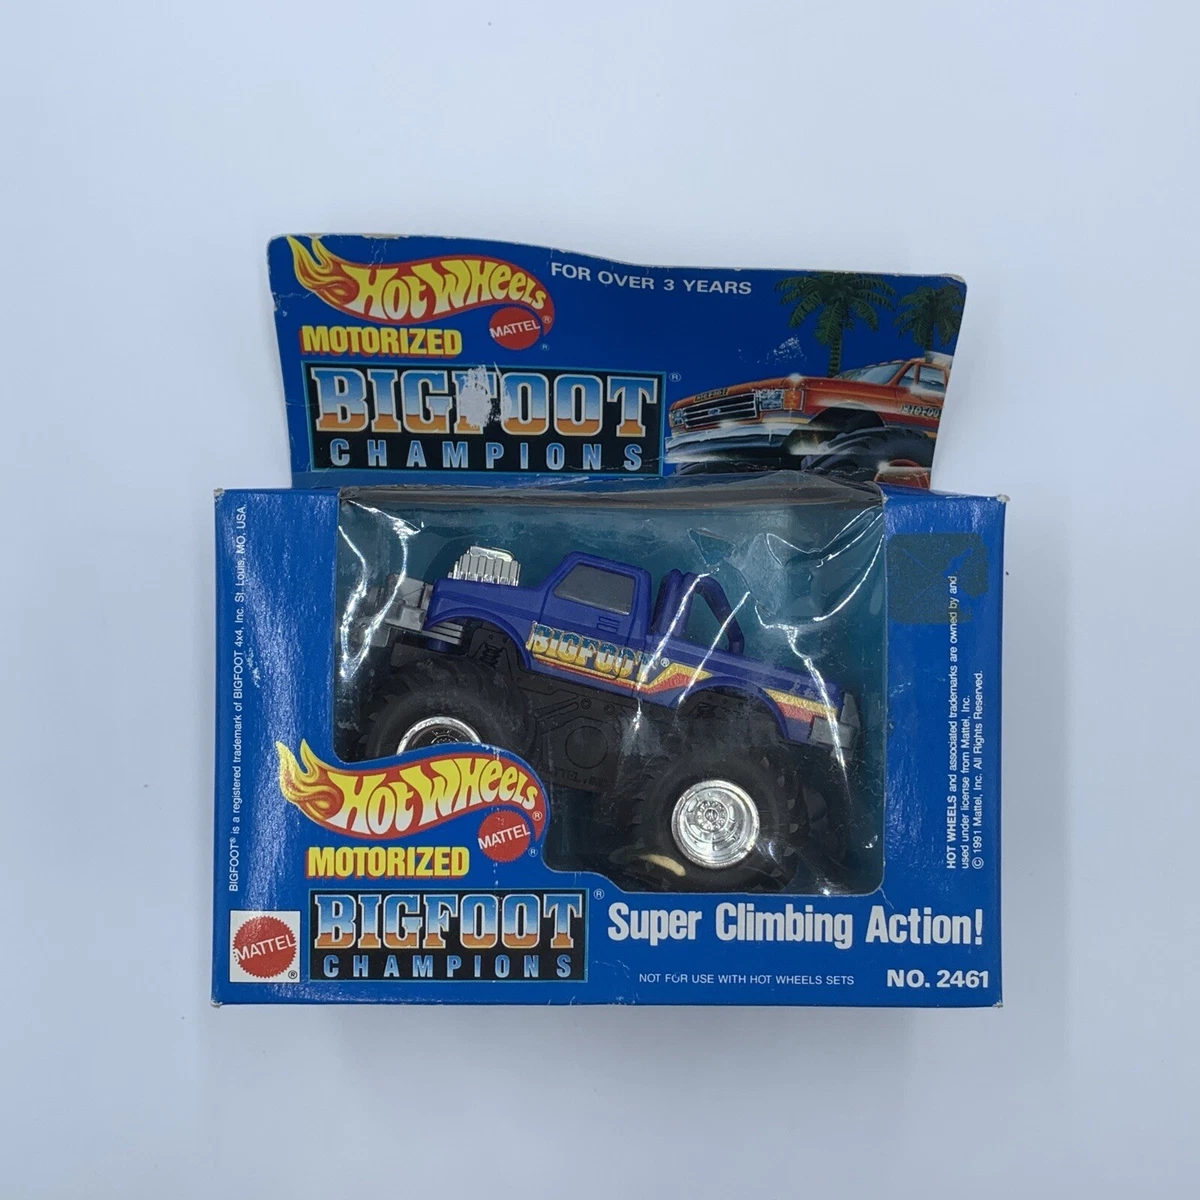 HOT WHEELS
FOR OVER 3 YEARS
MATTEL ®
MOTORIZED
BIGFOOT ®
CHAMPIONS
BIGFOOT
BIGFOOT® is a registered trademark of BIGFOOT 4x4, Inc. St. Louis, MO. USA.
BIGFOOT ®
HOT WHEELS and associated trademarks are owned by and
used under license from Mattel, Inc.
© 1991 Mattel, Inc. All Rights Reserved.
HOT WHEELS ®
MATTEL ®
MOTORIZED
BIGFOOT ®
CHAMPIONS
MATTEL ®
Super Climbing Action!
NOT FOR USE WITH HOT WHEELS SETS
NO. 2461